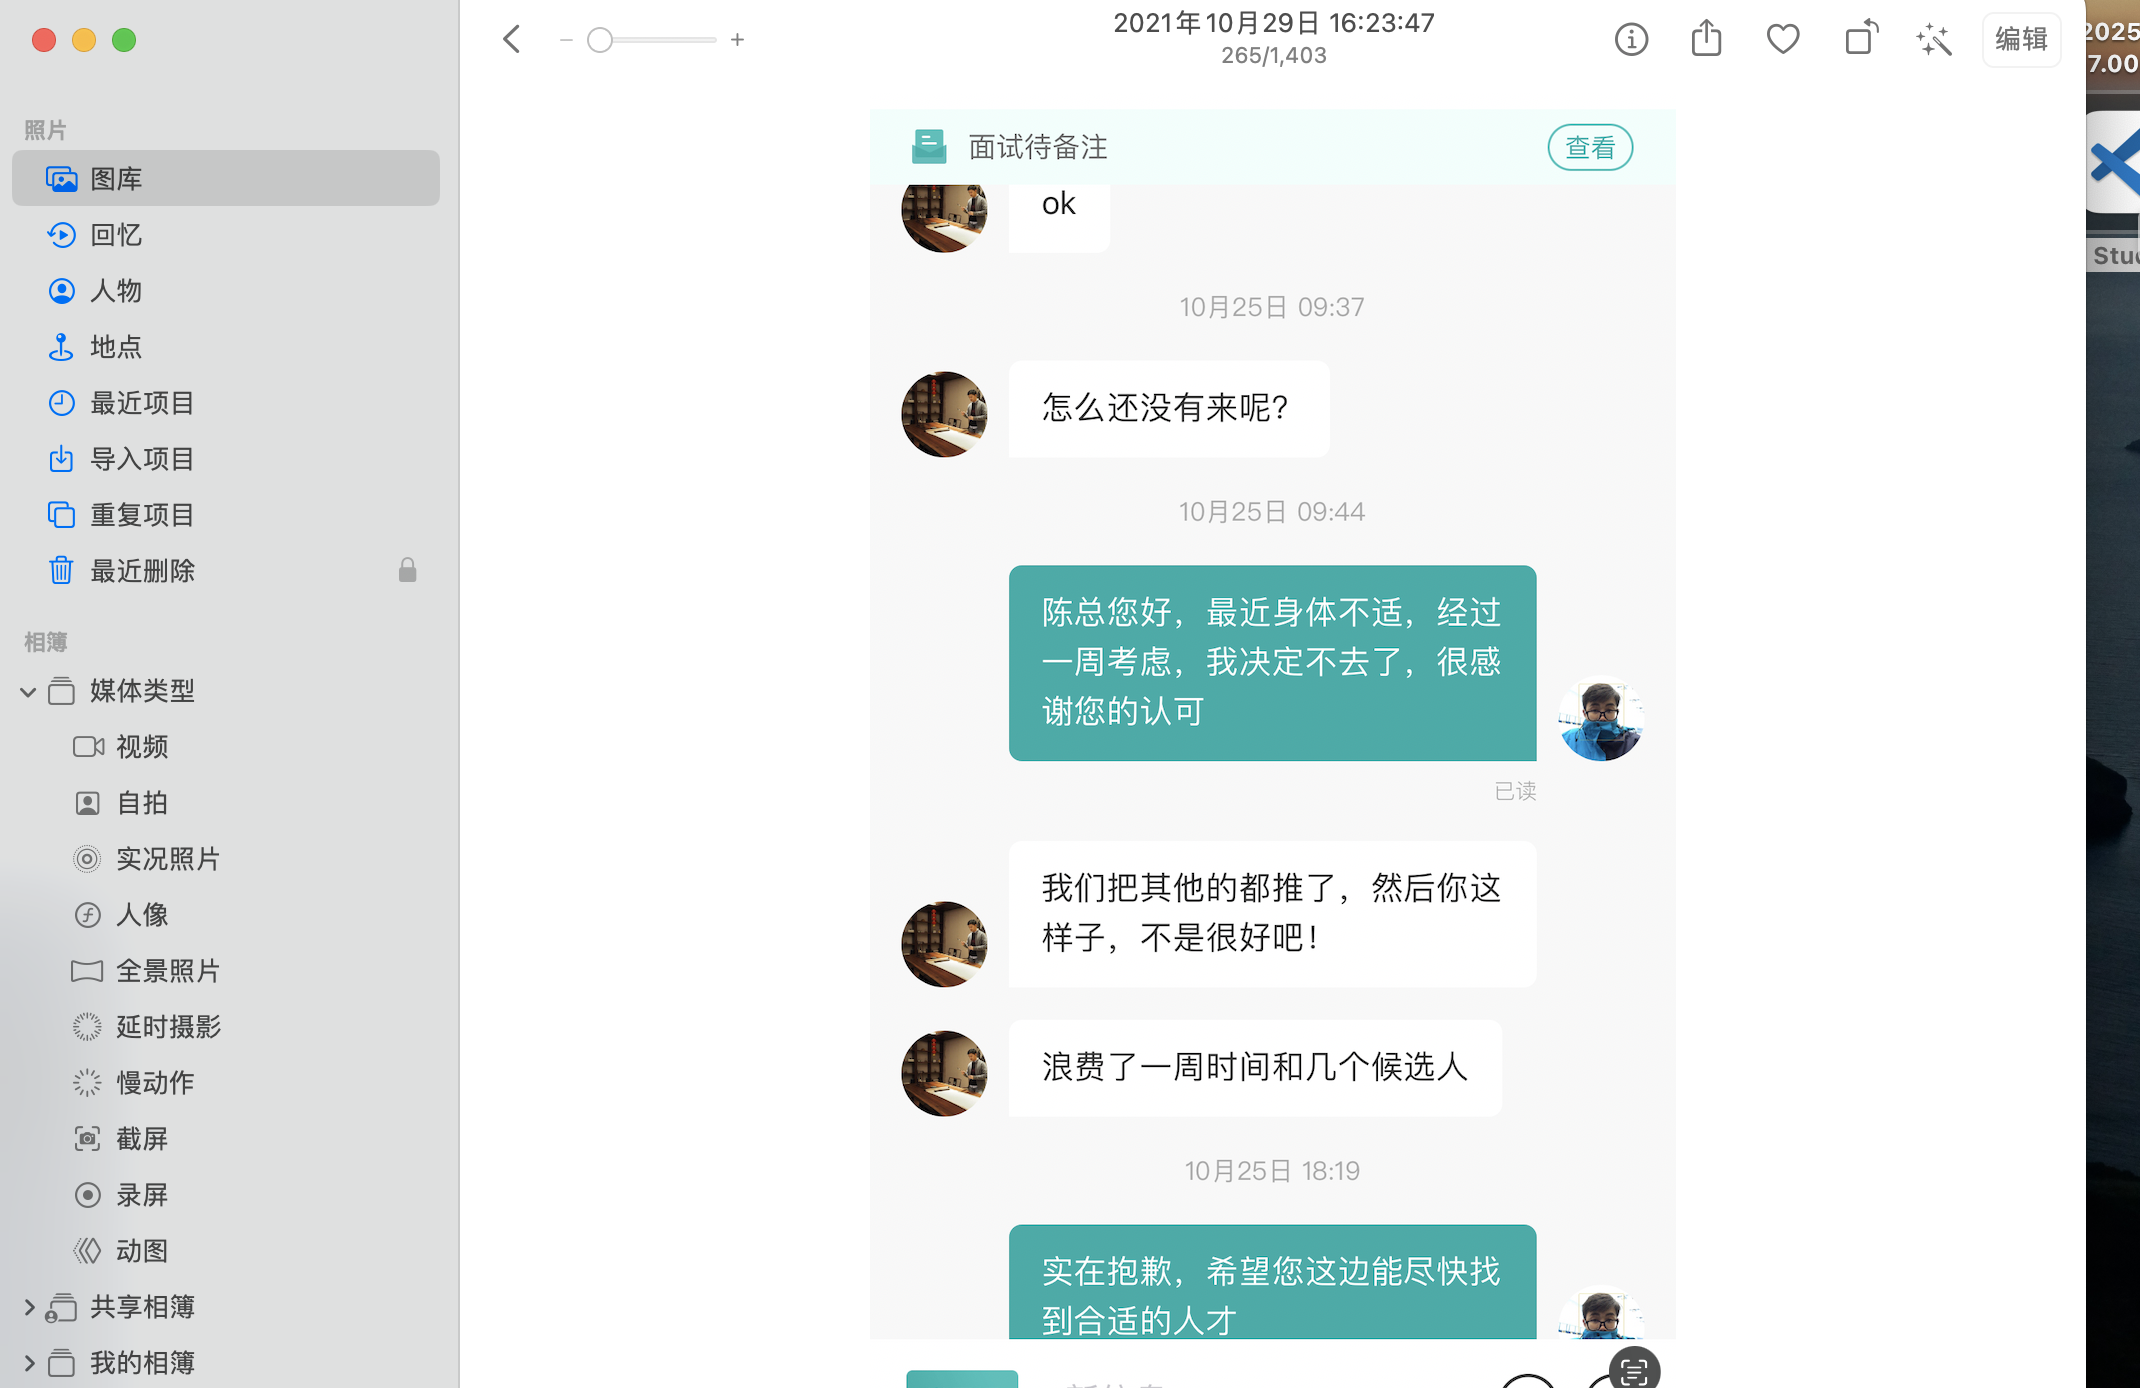 2021年10月29日 16:23:47
265/1,403
编辑
照片
图库
回忆
人物
地点
最近项目
导入项目
重复项目
最近删除
相簿
媒体类型
视频
自拍
实况照片
人像
全景照片
延时摄影
慢动作
截屏
录屏
动图
共享相簿
我的相簿
面试待备注
查看
ok
10月25日 09:37
怎么还没有来呢?
10月25日 09:44
陈总您好，最近身体不适，经过
一周考虑，我决定不去了，很感
谢您的认可
已读
我们把其他的都推了，然后你这
样子，不是很好吧！
浪费了一周时间和几个候选人
10月25日 18:19
实在抱歉，希望您这边能尽快找
到合适的人才
2025
7.00